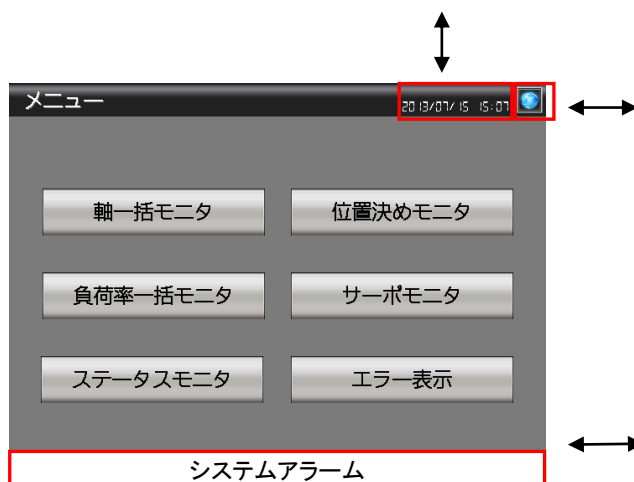 メニュー 2013/07/15 15:07
軸一括モニタ 位置決めモニタ
負荷率一括モニタ サーボモニタ
ステータスモニタ エラー表示
システムアラーム